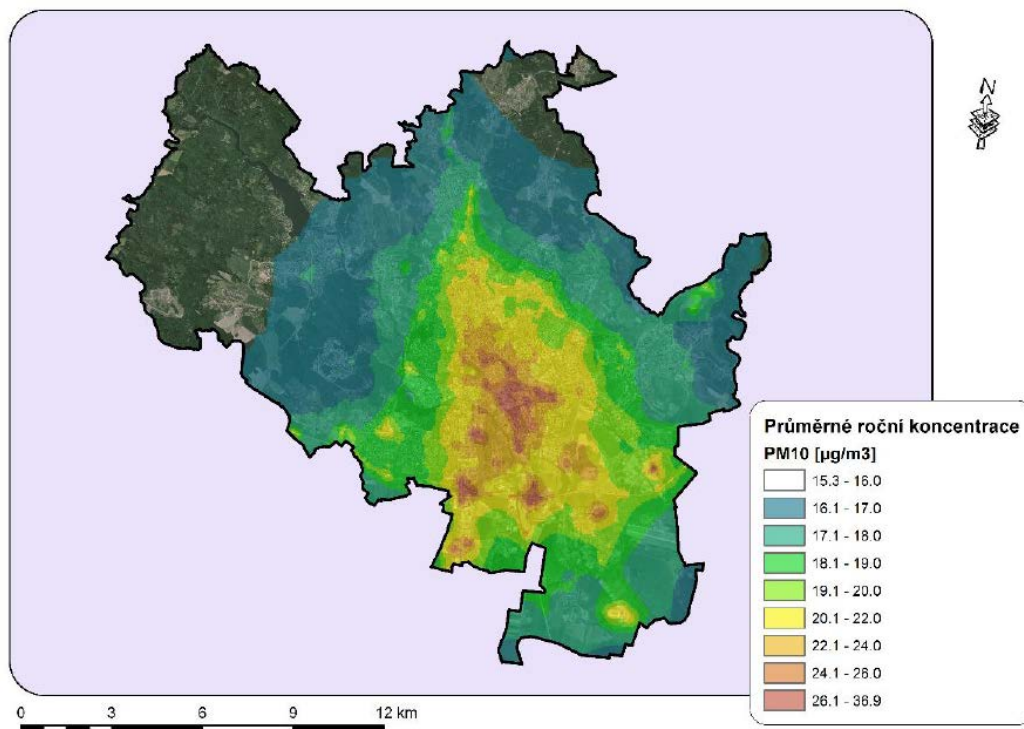 N
Průměrné roční koncentrace
PM10 [µg/m3]
15.3 - 16.0
16.1 - 17.0
17.1 - 18.0
18.1 - 19.0
19.1 - 20.0
20.1 - 22.0
22.1 - 24.0
24.1 - 26.0
26.1 - 36.9
0 3 6 9 12 km